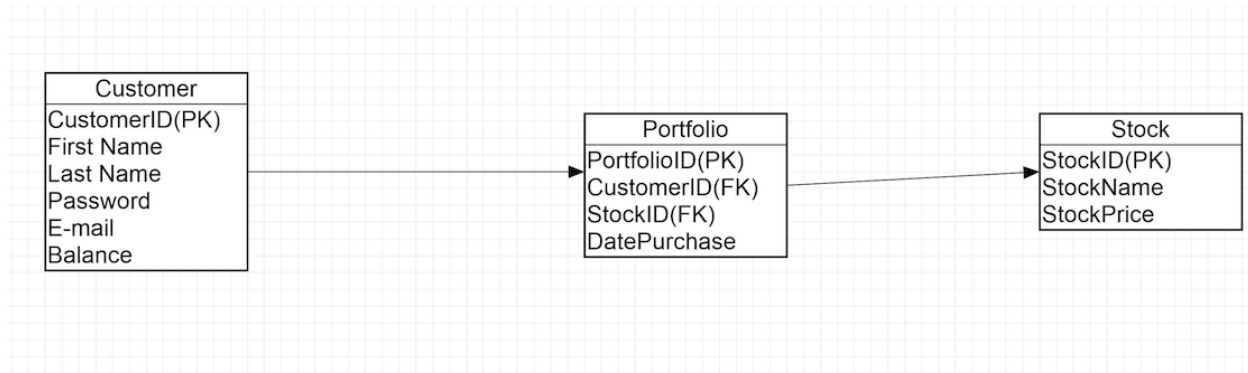 Customer
CustomerID(PK)
First Name
Last Name
Password
E-mail
Balance
Portfolio
PortfolioID(PK)
CustomerID(FK)
StockID(FK)
DatePurchase
Stock
StockID(PK)
StockName
StockPrice